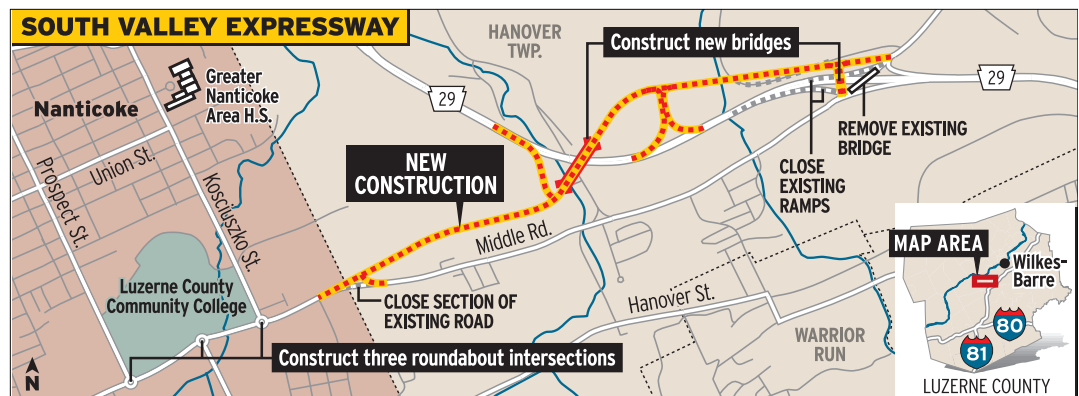 SOUTH VALLEY EXPRESSWAY
HANOVER
TWP.
Construct new bridges
29
29
Greater
Nanticoke
Area H.S.
Nanticoke
Union St.
Prospect St.
Kosciuszko St.
NEW
CONSTRUCTION
REMOVE EXISTING
BRIDGE
CLOSE
EXISTING
RAMPS
Middle Rd.
Luzerne County
Community College
CLOSE SECTION OF
EXISTING ROAD
Hanover St.
WARRIOR
RUN
Construct three roundabout intersections
N
MAP AREA
Wilkes-
Barre
80
81
LUZERNE COUNTY